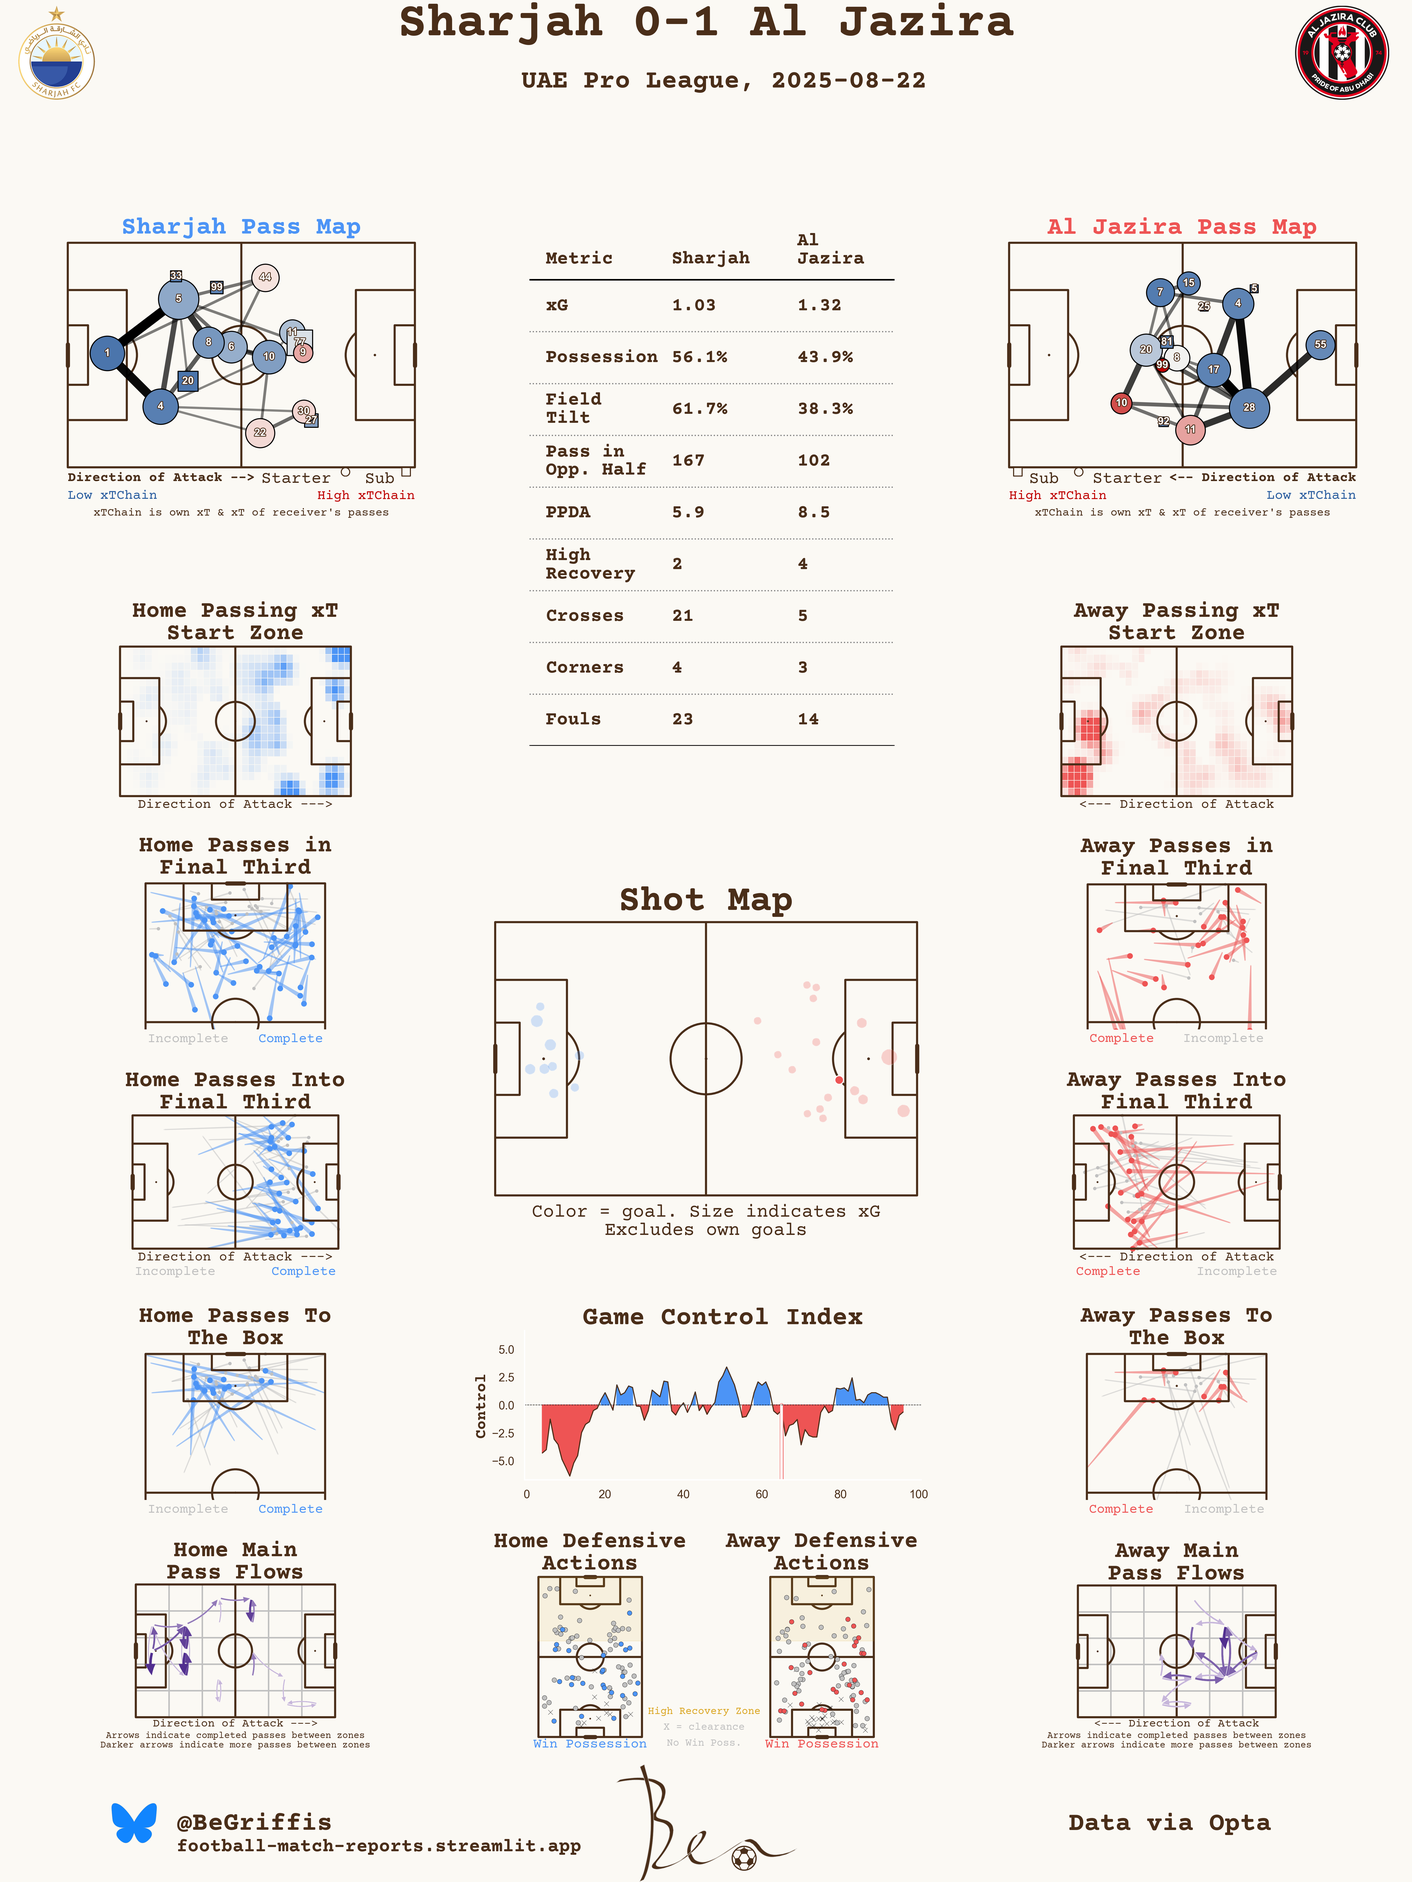 Sharjah 0-1 Al Jazira
UAE Pro League, 2025-08-22
نادي الشارقة الرياضي
SHARJAH FC
AL JAZIRA CLUB
19 74
PRIDE OF ABU DHABI
Sharjah Pass Map
33
99
44
5
11
77
9
8
6
10
1
20
4
30
27
22
Direction of Attack --> Starter Sub
Low xTChain High xTChain
xTChain is own xT & xT of receiver's passes
Metric Sharjah Al Jazira
xG 1.03 1.32
Possession 56.1% 43.9%
Field Tilt 61.7% 38.3%
Pass in Opp. Half 167 102
PPDA 5.9 8.5
High Recovery 2 4
Crosses 21 5
Corners 4 3
Fouls 23 14
Al Jazira Pass Map
7
15
5
25
4
81
20
8
99
17
55
10
28
92
11
Sub Starter <-- Direction of Attack
High xTChain Low xTChain
xTChain is own xT & xT of receiver's passes
Home Passing xT
Start Zone
Direction of Attack --->
Away Passing xT
Start Zone
<--- Direction of Attack
Home Passes in
Final Third
Incomplete Complete
Away Passes in
Final Third
Complete Incomplete
Shot Map
Color = goal. Size indicates xG
Excludes own goals
Home Passes Into
Final Third
Direction of Attack --->
Incomplete Complete
Away Passes Into
Final Third
<--- Direction of Attack
Complete Incomplete
Home Passes To
The Box
Incomplete Complete
Game Control Index
Control
5.0
2.5
0.0
−2.5
−5.0
0 20 40 60 80 100
Away Passes To
The Box
Complete Incomplete
Home Main
Pass Flows
Direction of Attack --->
Arrows indicate completed passes between zones
Darker arrows indicate more passes between zones
Home Defensive
Actions
Win Possession
High Recovery Zone
X = clearance
No Win Poss.
Away Defensive
Actions
Win Possession
Away Main
Pass Flows
<--- Direction of Attack
Arrows indicate completed passes between zones
Darker arrows indicate more passes between zones
@BeGriffis
football-match-reports.streamlit.app
Ben
Data via Opta